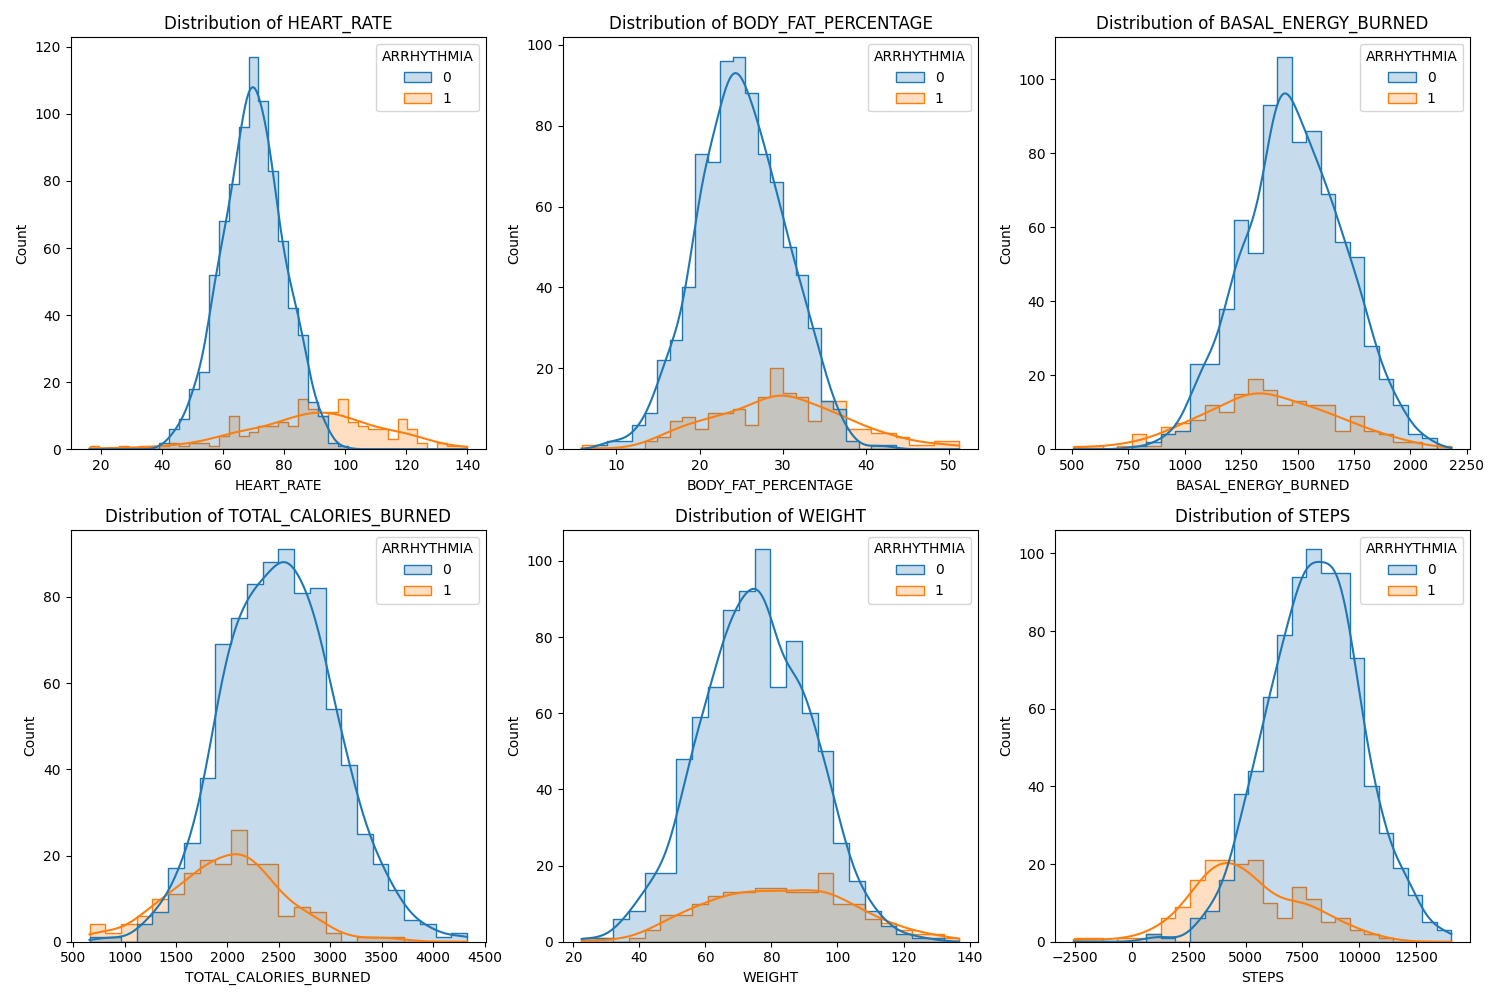 Distribution of HEART_RATE
120
100
80
60
40
20
0
Count
20 40 60 80 100 120 140
HEART_RATE
ARRHYTHMIA
0
1
Distribution of BODY_FAT_PERCENTAGE
100
80
60
40
20
0
Count
10 20 30 40 50
BODY_FAT_PERCENTAGE
ARRHYTHMIA
0
1
Distribution of BASAL_ENERGY_BURNED
100
80
60
40
20
0
Count
500 750 1000 1250 1500 1750 2000 2250
BASAL_ENERGY_BURNED
ARRHYTHMIA
0
1
Distribution of TOTAL_CALORIES_BURNED
80
60
40
20
0
Count
500 1000 1500 2000 2500 3000 3500 4000 4500
TOTAL_CALORIES_BURNED
ARRHYTHMIA
0
1
Distribution of WEIGHT
100
80
60
40
20
0
Count
20 40 60 80 100 120 140
WEIGHT
ARRHYTHMIA
0
1
Distribution of STEPS
100
80
60
40
20
0
Count
−2500 0 2500 5000 7500 10000 12500
STEPS
ARRHYTHMIA
0
1